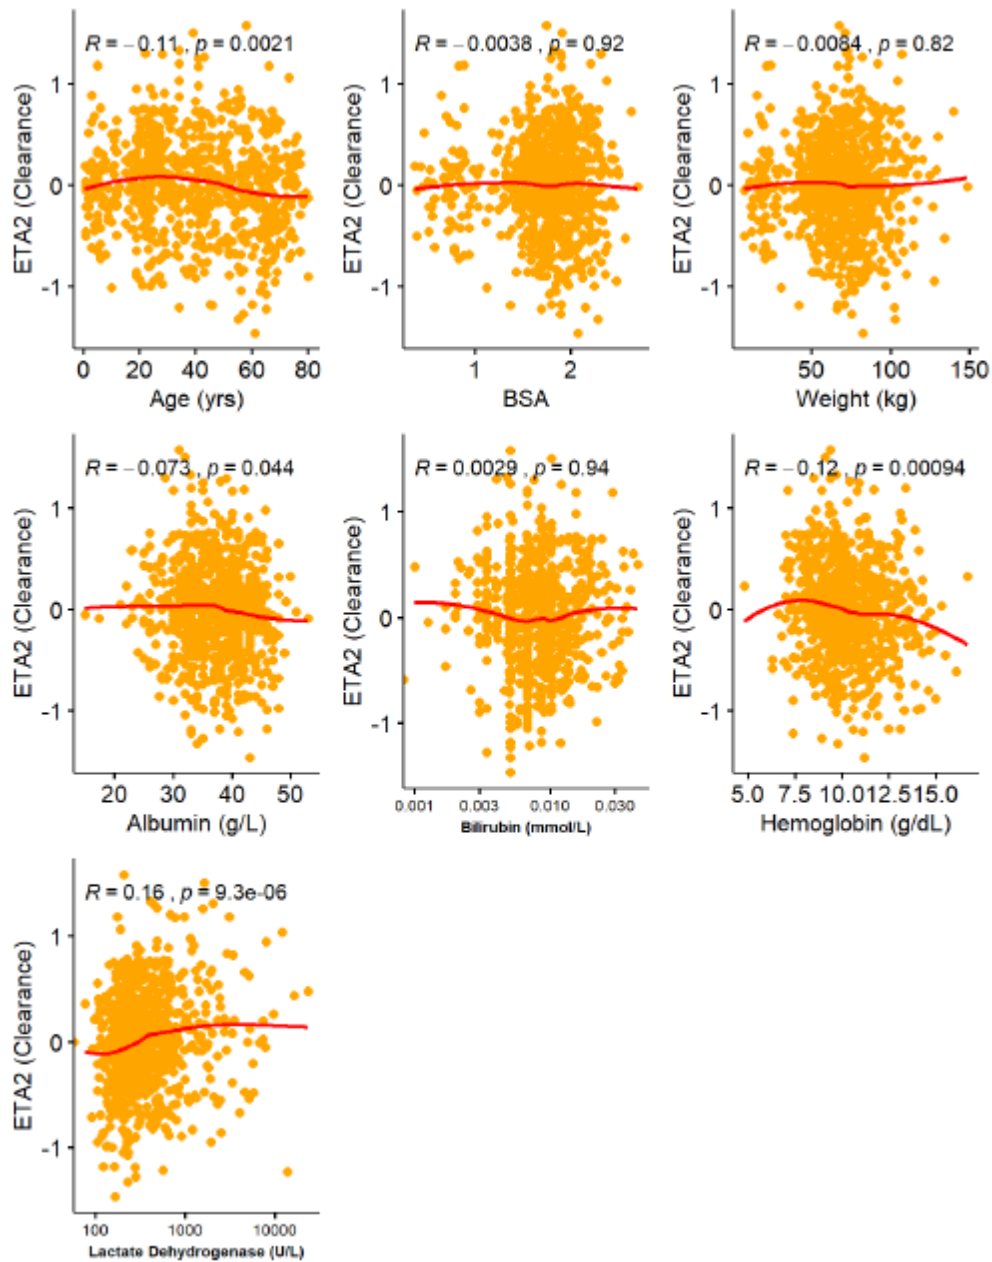 R = −0.11 , p = 0.0021
1
0
-1
ETA2 (Clearance)
0 20 40 60 80
Age (yrs)
R = −0.0038 , p = 0.92
1
0
-1
ETA2 (Clearance)
1 2
BSA
R = −0.0084 , p = 0.82
1
0
-1
ETA2 (Clearance)
50 100 150
Weight (kg)
R = −0.073 , p = 0.044
1
0
-1
ETA2 (Clearance)
20 30 40 50
Albumin (g/L)
R = 0.0029 , p = 0.94
1
0
-1
ETA2 (Clearance)
0.001 0.003 0.010 0.030
Bilirubin (mmol/L)
R = −0.12 , p = 0.00094
1
0
-1
ETA2 (Clearance)
5.0 7.5 10.0 12.5 15.0
Hemoglobin (g/dL)
R = 0.16 , p = 9.3e-06
1
0
-1
ETA2 (Clearance)
100 1000 10000
Lactate Dehydrogenase (U/L)